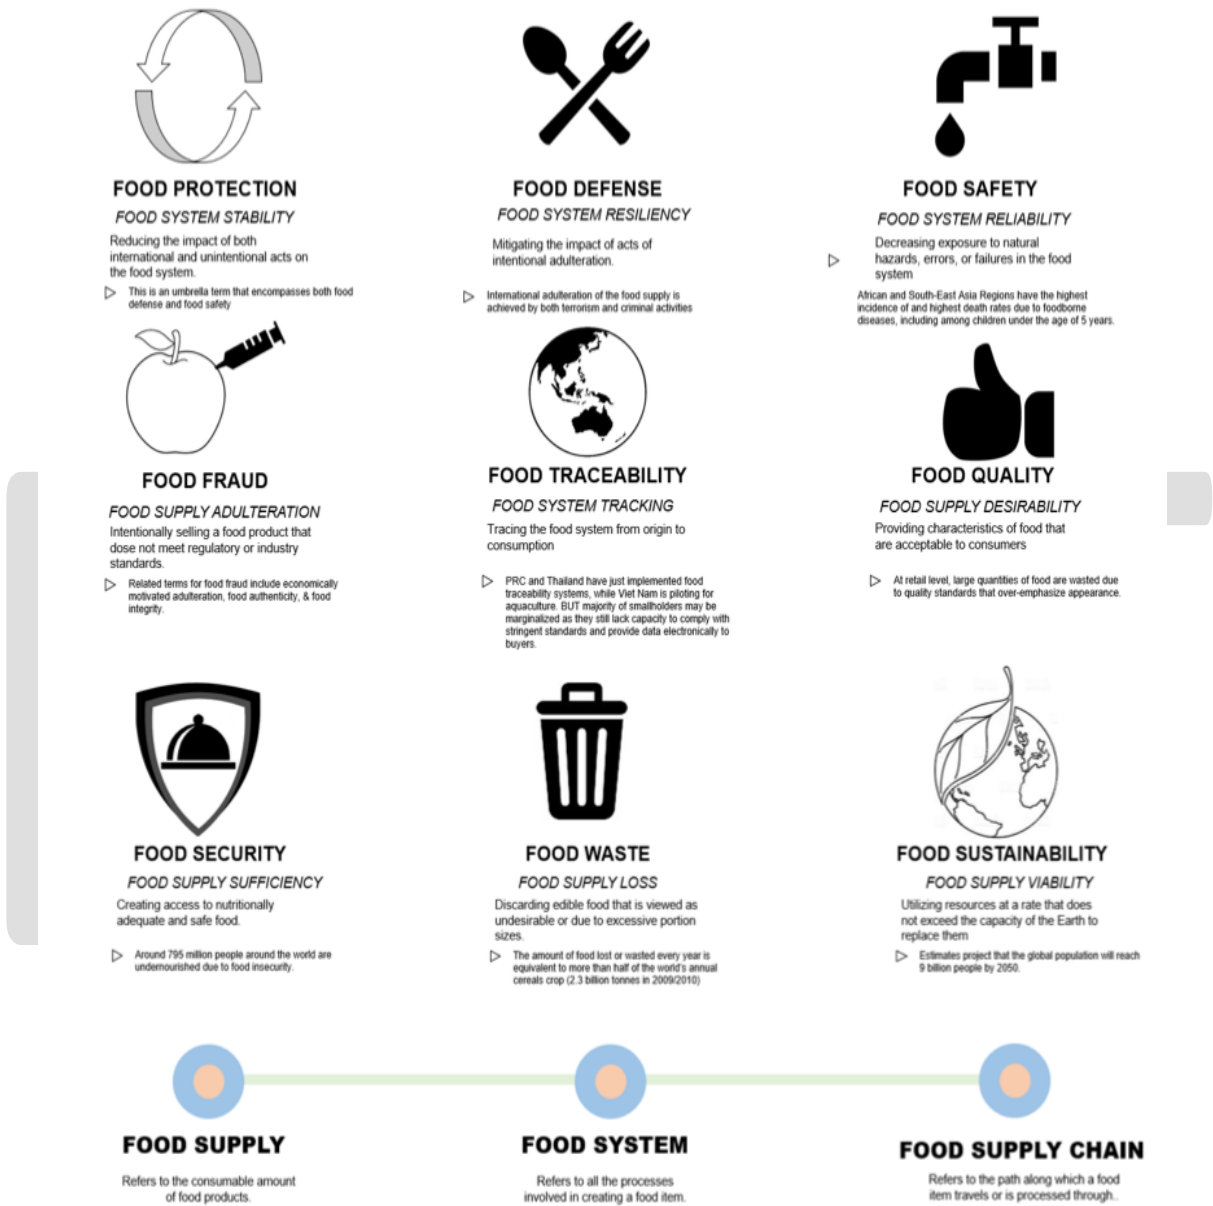 FOOD PROTECTION
FOOD SYSTEM STABILITY
Reducing the impact of both
international and unintentional acts on
the food system.
This is an umbrella term that encompasses both food
defense and food safety
FOOD DEFENSE
FOOD SYSTEM RESILIENCY
Mitigating the impact of acts of
intentional adulteration.
International adulteration of the food supply is
achieved by both terrorism and criminal activities
FOOD SAFETY
FOOD SYSTEM RELIABILITY
Decreasing exposure to natural
hazards, errors, or failures in the food
system
African and South-East Asia Regions have the highest
incidence of and highest death rates due to foodborne
diseases, including among children under the age of 5 years.
FOOD FRAUD
FOOD SUPPLY ADULTERATION
Intentionally selling a food product that
dose not meet regulatory or industry
standards.
Related terms for food fraud include economically
motivated adulteration, food authenticity, & food
integrity.
FOOD TRACEABILITY
FOOD SYSTEM TRACKING
Tracing the food system from origin to
consumption
PRC and Thailand have just implemented food
traceability systems, while Viet Nam is piloting for
aquaculture. BUT majority of smallholders may be
marginalized as they still lack capacity to comply with
stringent standards and provide data electronically to
buyers.
FOOD QUALITY
FOOD SUPPLY DESIRABILITY
Providing characteristics of food that
are acceptable to consumers
At retail level, large quantities of food are wasted due
to quality standards that over-emphasize appearance.
FOOD SECURITY
FOOD SUPPLY SUFFICIENCY
Creating access to nutritionally
adequate and safe food.
Around 795 million people around the world are
undernourished due to food insecurity.
FOOD WASTE
FOOD SUPPLY LOSS
Discarding edible food that is viewed as
undesirable or due to excessive portion
sizes.
The amount of food lost or wasted every year is
equivalent to more than half of the world's annual
cereals crop (2.3 billion tonnes in 2009/2010)
FOOD SUSTAINABILITY
FOOD SUPPLY VIABILITY
Utilizing resources at a rate that does
not exceed the capacity of the Earth to
replace them
Estimates project that the global population will reach
9 billion people by 2050.
FOOD SUPPLY
Refers to the consumable amount
of food products.
FOOD SYSTEM
Refers to all the processes
involved in creating a food item.
FOOD SUPPLY CHAIN
Refers to the path along which a food
item travels or is processed through..